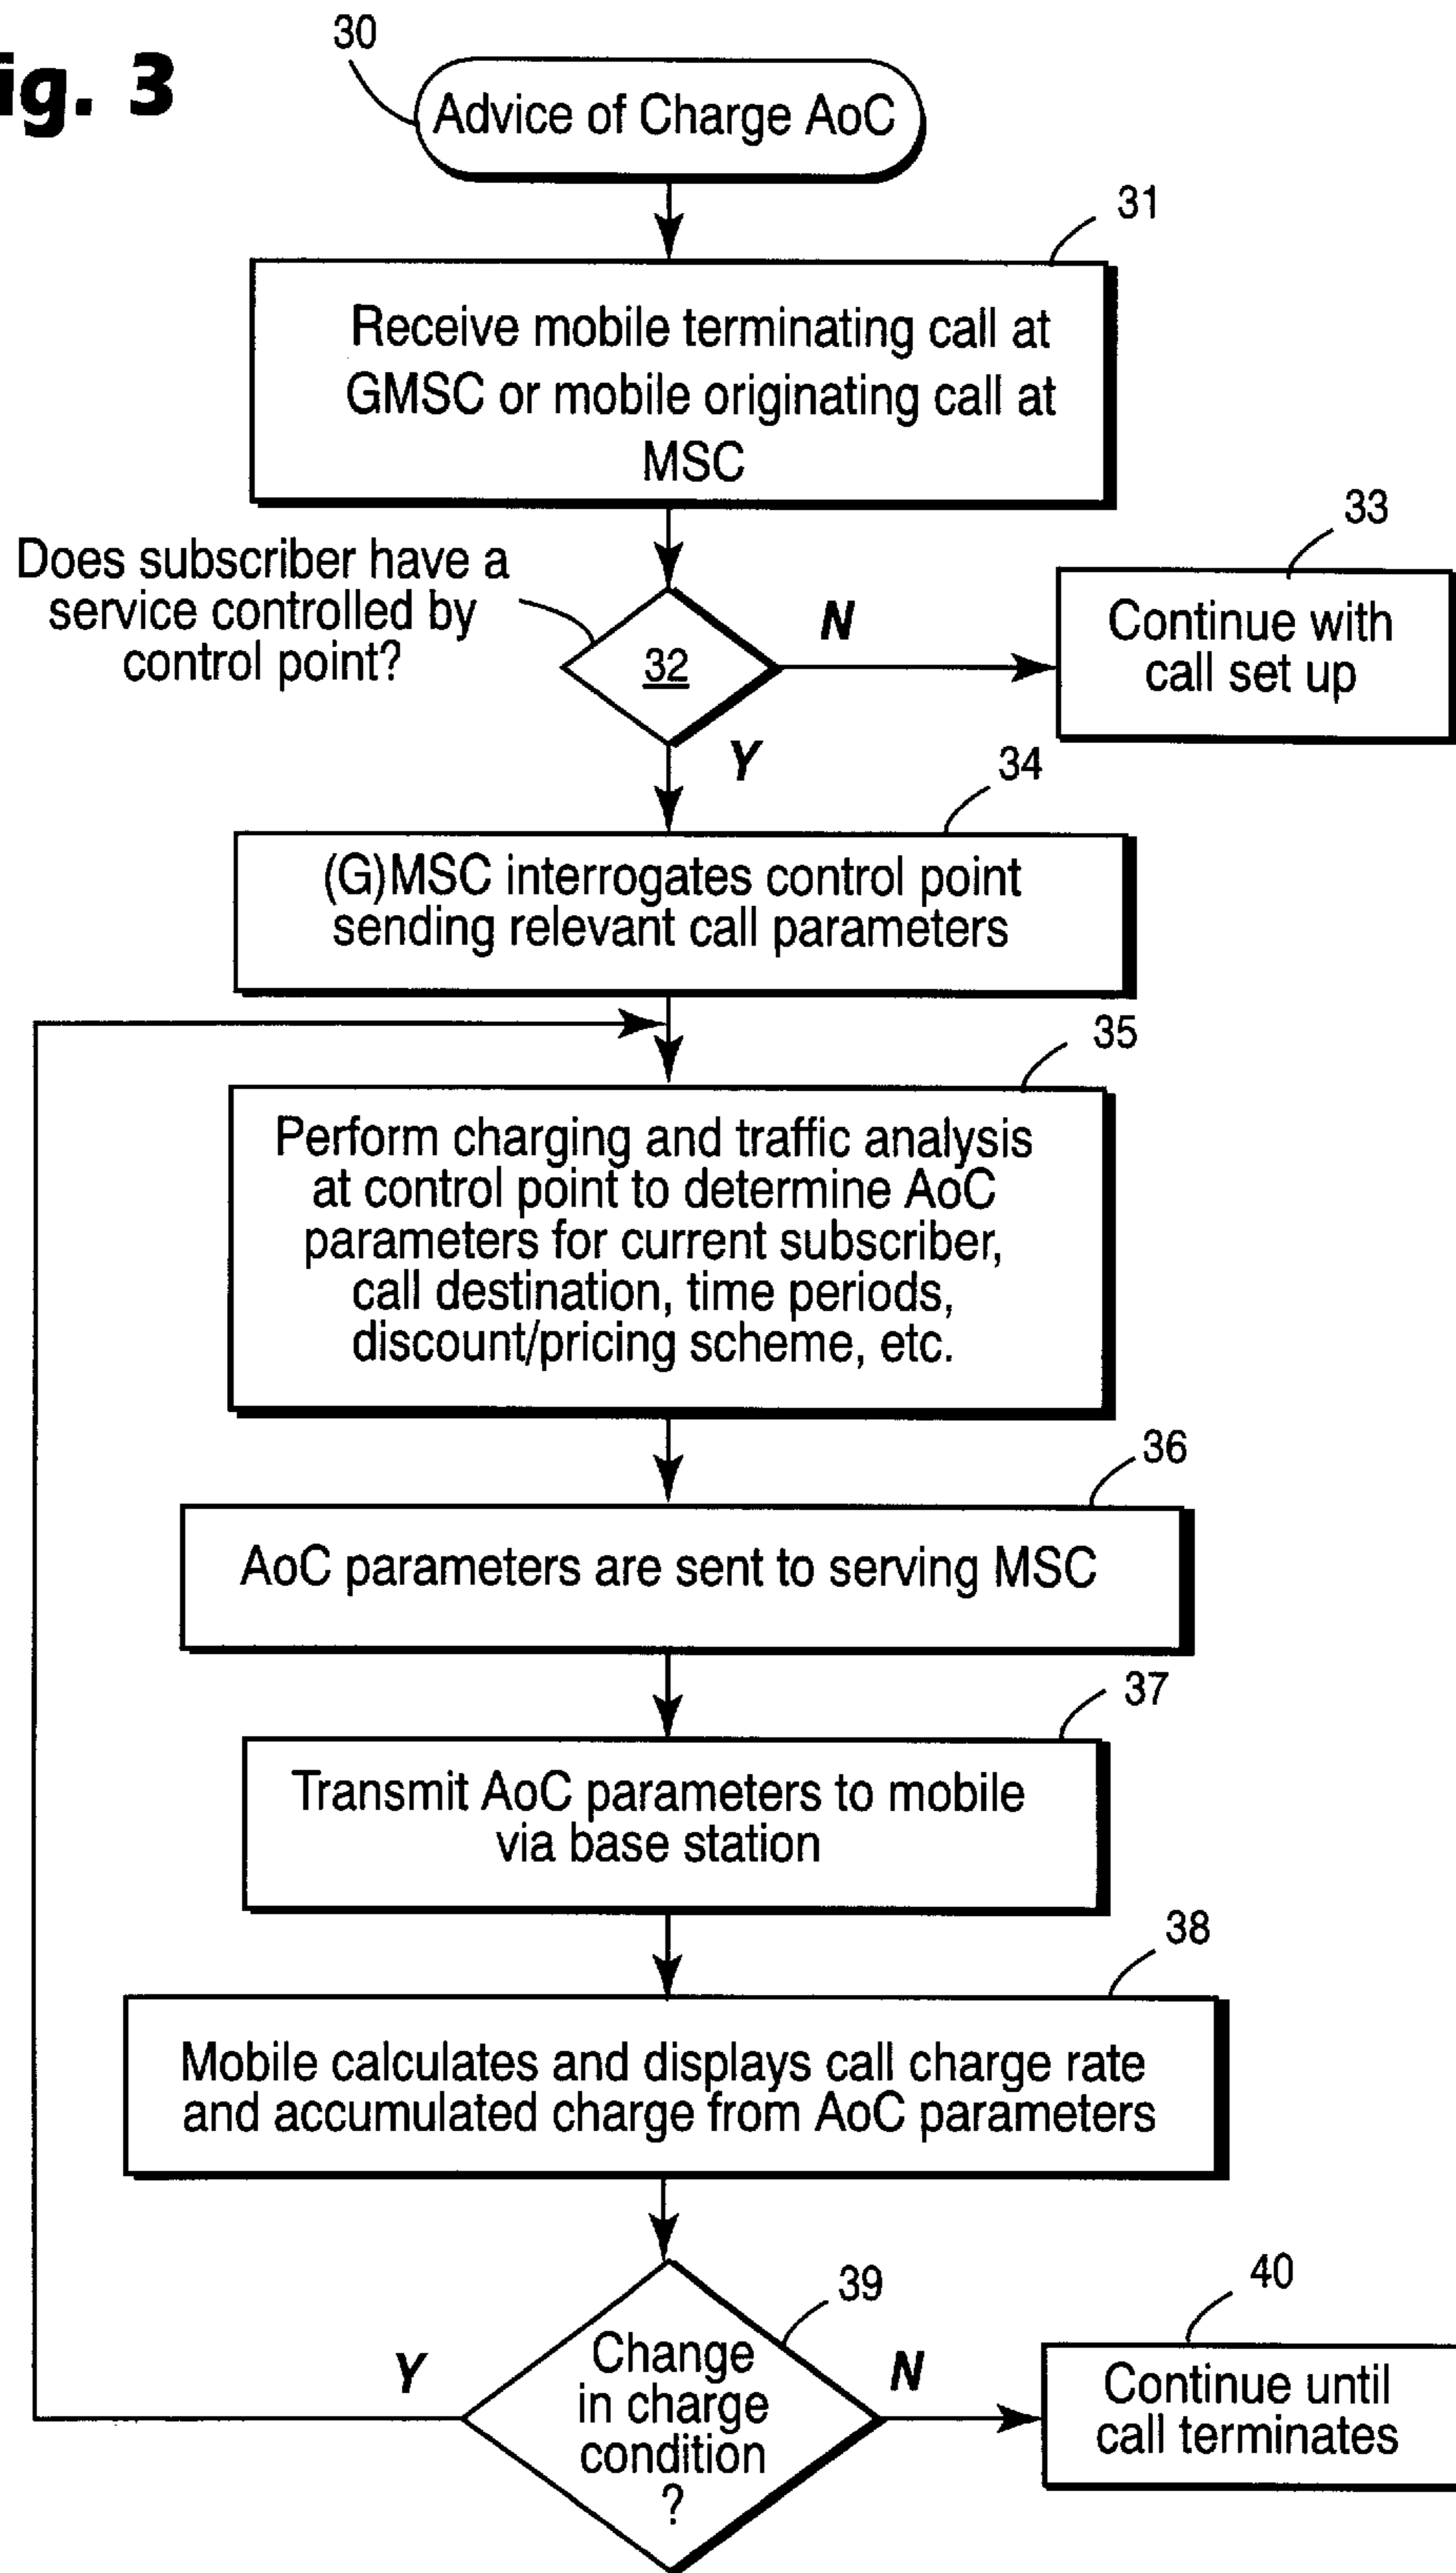 ig. 3
30
Advice of Charge AoC
31
Receive mobile terminating call at
GMSC or mobile originating call at
MSC
Does subscriber have a
service controlled by
control point?
32
N
33
Continue with
call set up
Y
34
(G)MSC interrogates control point
sending relevant call parameters
35
Perform charging and traffic analysis
at control point to determine AoC
parameters for current subscriber,
call destination, time periods,
discount/pricing scheme, etc.
36
AoC parameters are sent to serving MSC
37
Transmit AoC parameters to mobile
via base station
38
Mobile calculates and displays call charge rate
and accumulated charge from AoC parameters
39
Change
in charge
condition
?
Y
N
40
Continue until
call terminates